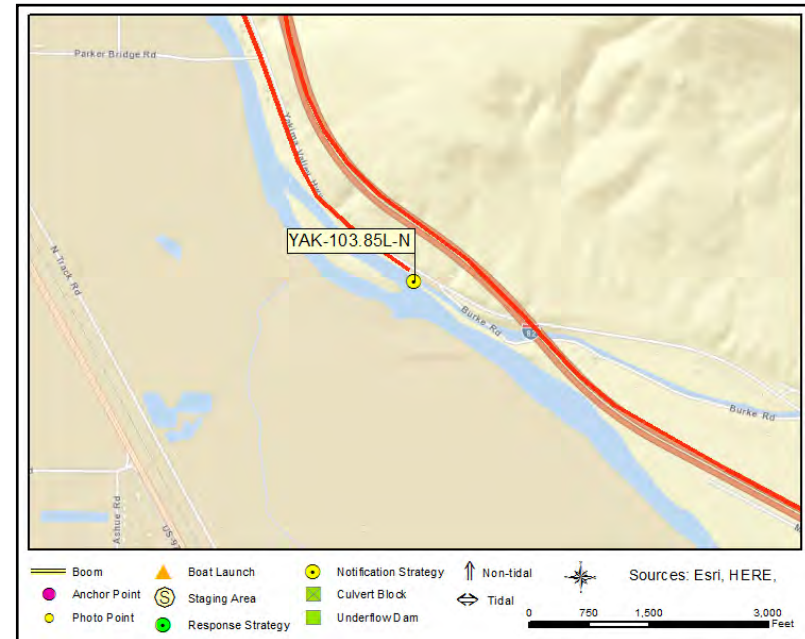 Parker Bridge Rd
Yakima Valley Hwy
YAK-103.85L-N
N Track Rd
Burke Rd
Burke Rd
Ashue Rd
US-97
Boom
Anchor Point
Photo Point
Boat Launch
S Staging Area
Response Strategy
Notification Strategy
Culvert Block
Underflow Dam
Non-tidal
Tidal
Sources: Esri, HERE,
0 750 1,500 3,000
Feet